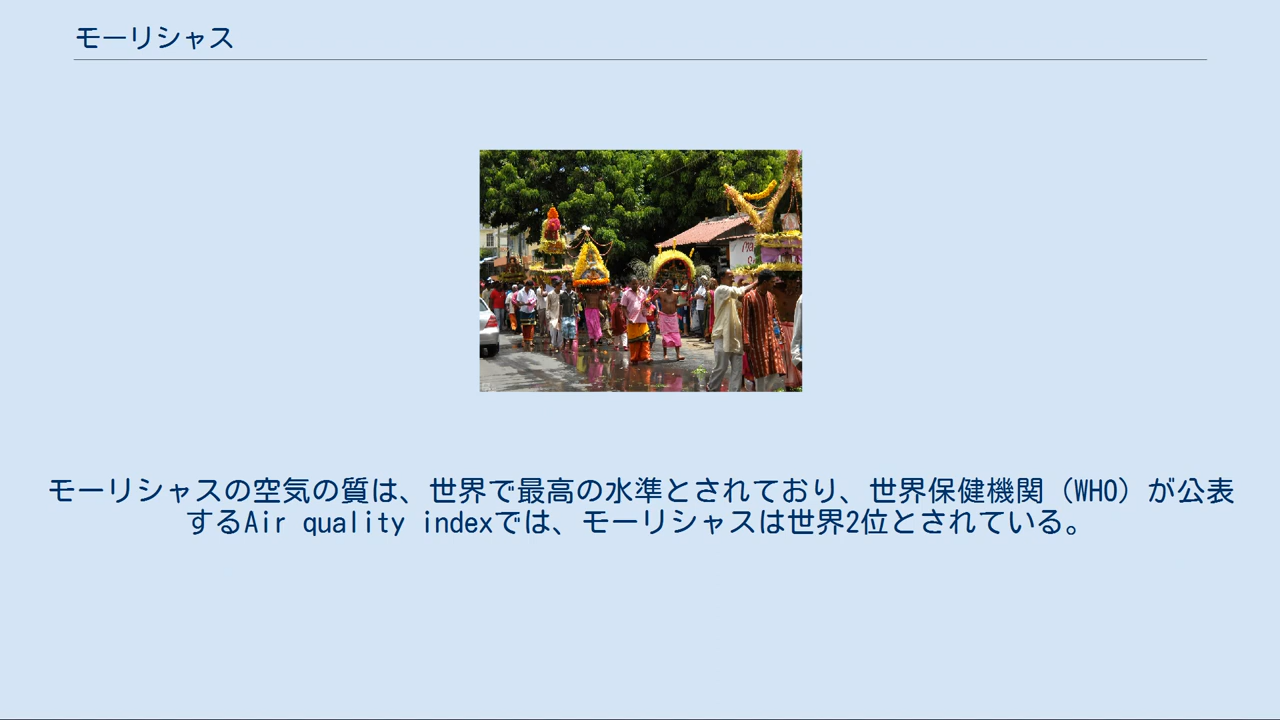 モーリシャス
モーリシャスの空気の質は、世界で最高の水準とされており、世界保健機関（WHO）が公表
するAir quality indexでは、モーリシャスは世界2位とされている。